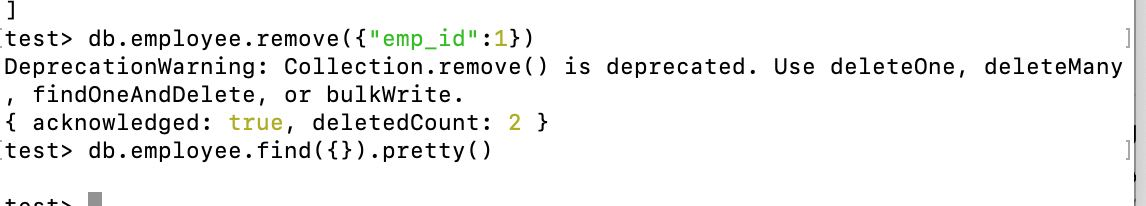 ]
[test> db.employee.remove({"emp_id":1}) ]
DeprecationWarning: Collection.remove() is deprecated. Use deleteOne, deleteMany
, findOneAndDelete, or bulkWrite.
{ acknowledged: true, deletedCount: 2 }
[test> db.employee.find({}).pretty() ]
test>